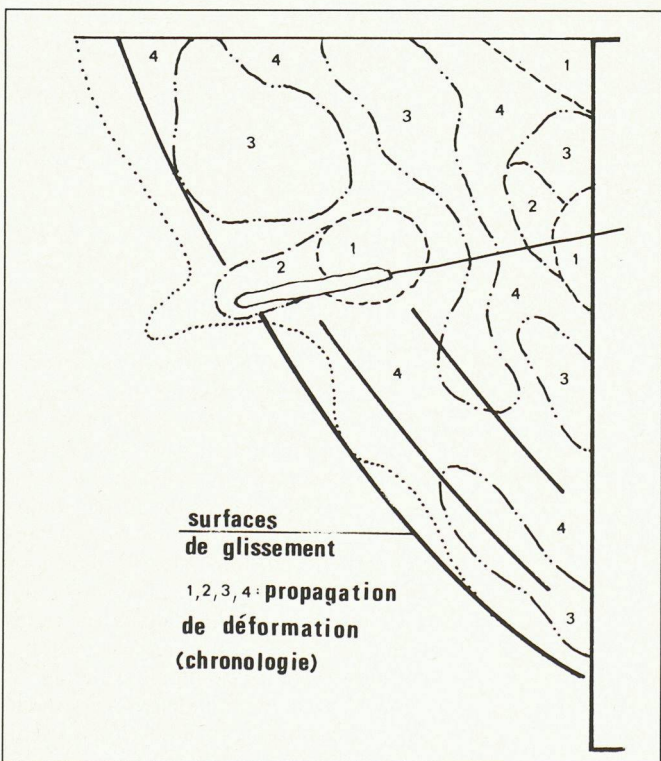 4 4 1
3 3 4 3
2
1
2 1
4
4 3
4
surfaces
de glissement
1,2,3,4: propagation
de déformation
(chronologie)
3